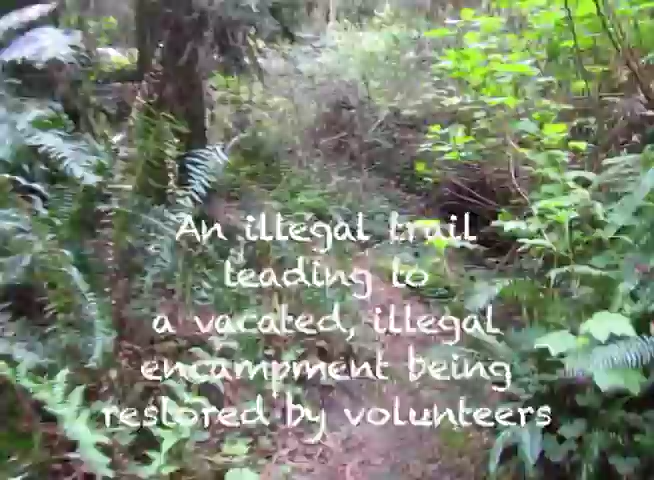 An illegal trail
leading to
a vacated, illegal
encampment being
restored by volunteers